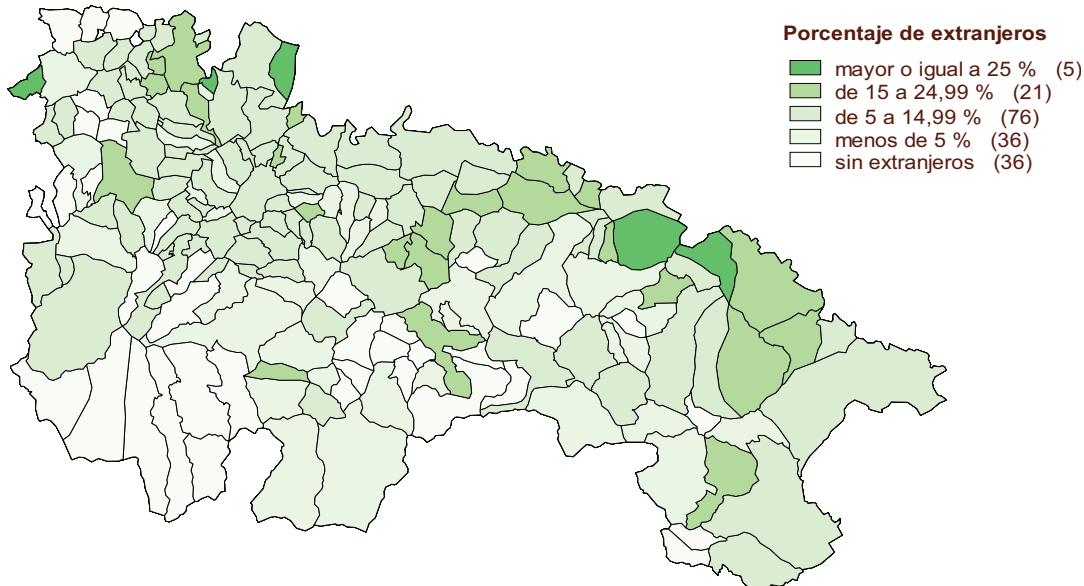 Porcentaje de extranjeros
mayor o igual a 25 % (5)
de 15 a 24,99 % (21)
de 5 a 14,99 % (76)
menos de 5 % (36)
sin extranjeros (36)